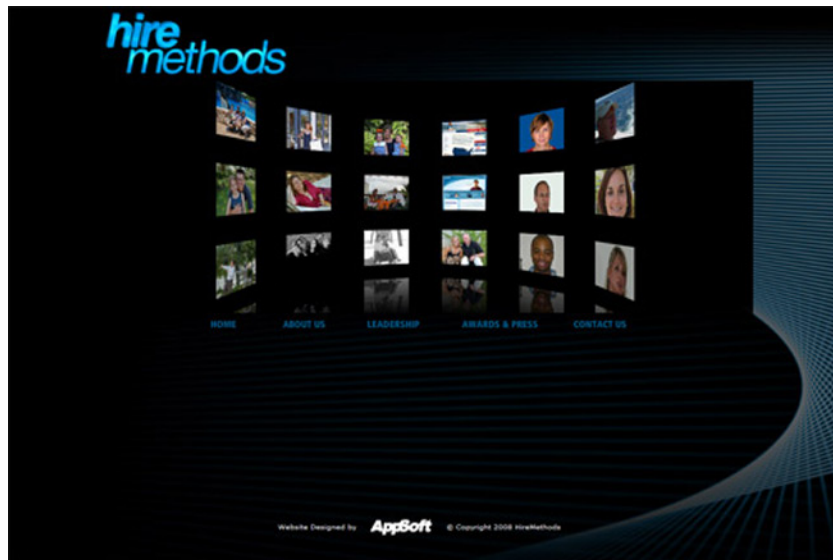 hire
methods
HOME ABOUT US LEADERSHIP AWARDS & PRESS CONTACT US
Website Designed by AppSoft © Copyright 2008 HireMethods